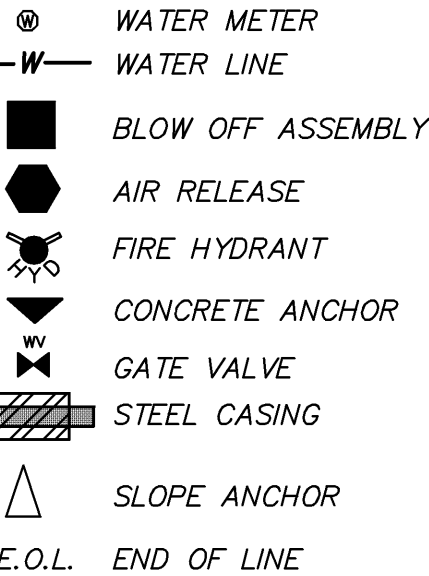 W WATER METER
W WATER LINE
BLOW OFF ASSEMBLY
AIR RELEASE
HYD FIRE HYDRANT
CONCRETE ANCHOR
WV
GATE VALVE
STEEL CASING
SLOPE ANCHOR
E.O.L. END OF LINE